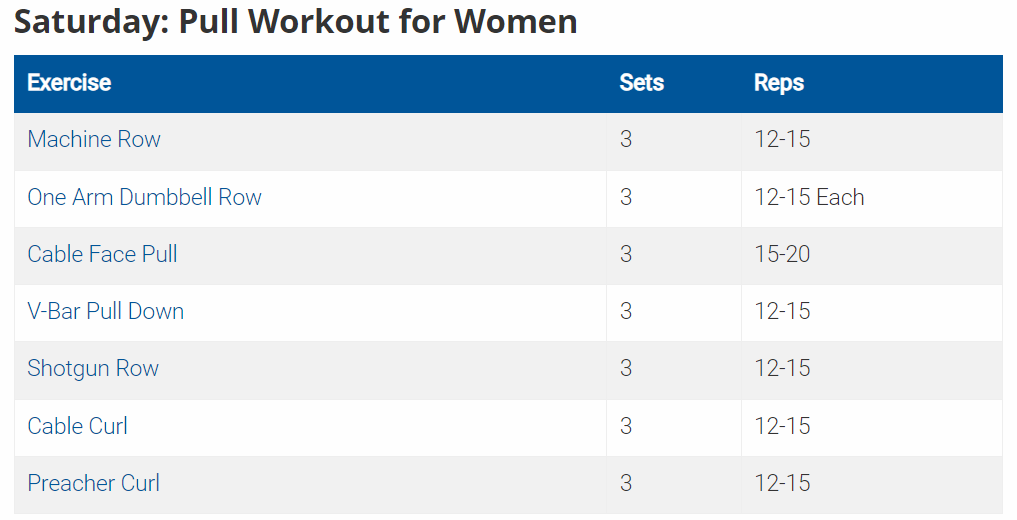 Saturday: Pull Workout for Women
Exercise Sets Reps
Machine Row 3 12-15
One Arm Dumbbell Row 3 12-15 Each
Cable Face Pull 3 15-20
V-Bar Pull Down 3 12-15
Shotgun Row 3 12-15
Cable Curl 3 12-15
Preacher Curl 3 12-15